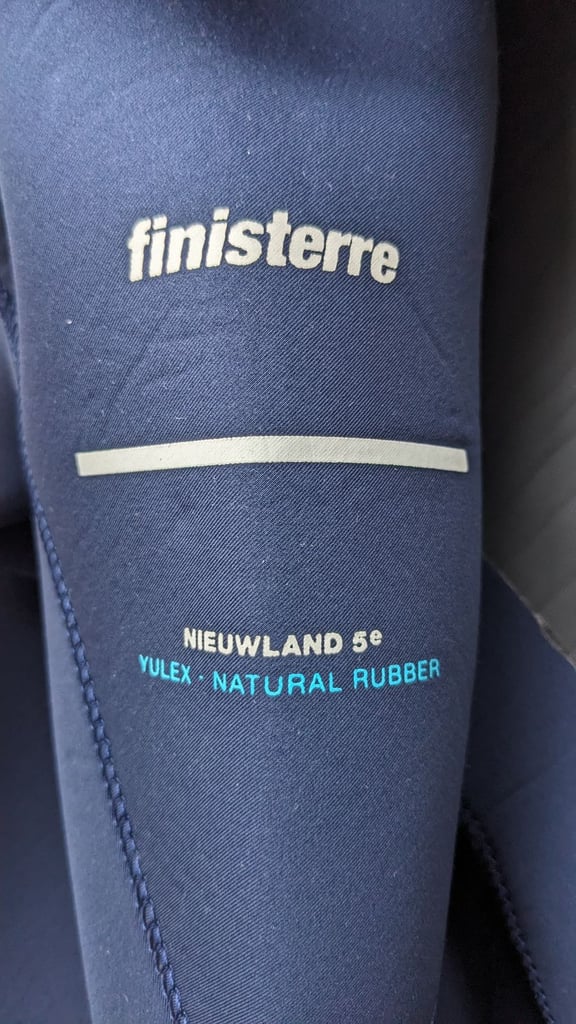 finisterre
NIEUWLAND 5e
YULEX · NATURAL RUBBER